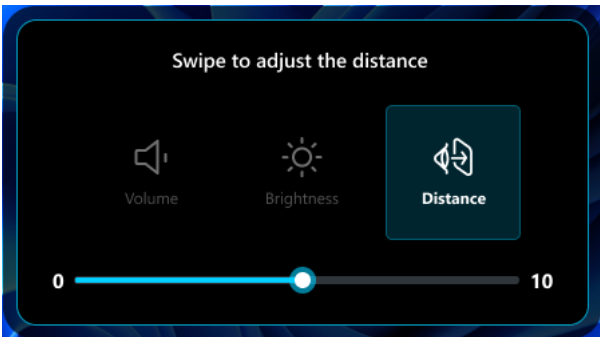 Swipe to adjust the distance
Volume
Brightness
Distance
0
10